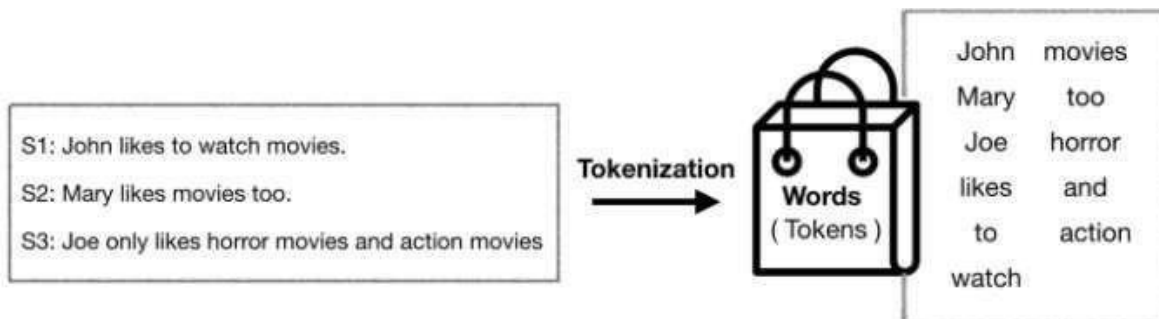 S1: John likes to watch movies.
S2: Mary likes movies too.
S3: Joe only likes horror movies and action movies
Tokenization
Words
( Tokens )
John movies
Mary too
Joe horror
likes and
to action
watch